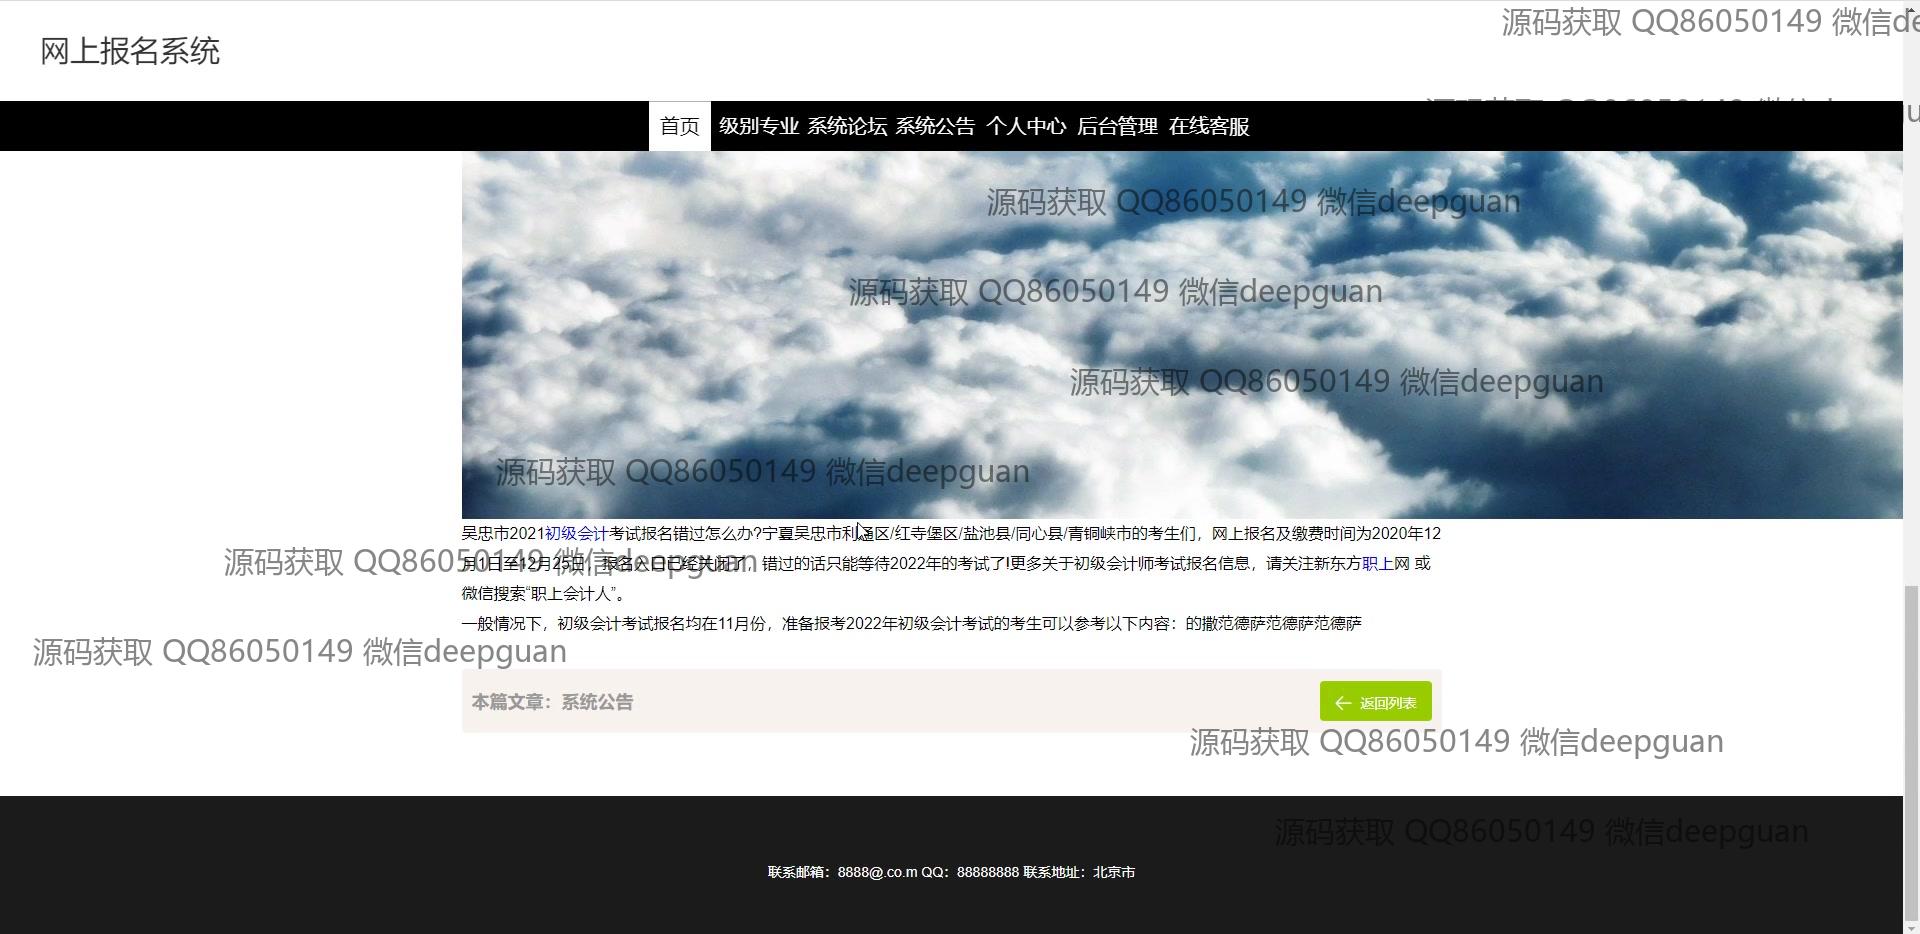 源码获取 QQ86050149 微信de
网上报名系统
首页 级别专业 系统论坛 系统公告 个人中心 后台管理 在线客服
源码获取 QQ86050149 微信deepguan
源码获取 QQ86050149 微信deepguan
源码获取 QQ86050149 微信deepguan
源码获取 QQ86050149 微信deepguan
吴忠市2021初级会计考试报名错过怎么办?宁夏吴忠市利通区/红寺堡区/盐池县/同心县/青铜峡市的考生们，网上报名及缴费时间为2020年12
月1日至12月25日，报名入口已经关闭了，错过的话只能等待2022年的考试了!更多关于初级会计师考试报名信息，请关注新东方职上网 或
源码获取 QQ86050149 微信deepguan
微信搜索“职上会计人”。
一般情况下，初级会计考试报名均在11月份，准备报考2022年初级会计考试的考生可以参考以下内容：的撒范德萨范德萨范德萨
源码获取 QQ86050149 微信deepguan
本篇文章：系统公告
返回列表
源码获取 QQ86050149 微信deepguan
源码获取 QQ86050149 微信deepguan
联系邮箱：8888@.co.m QQ：88888888 联系地址：北京市